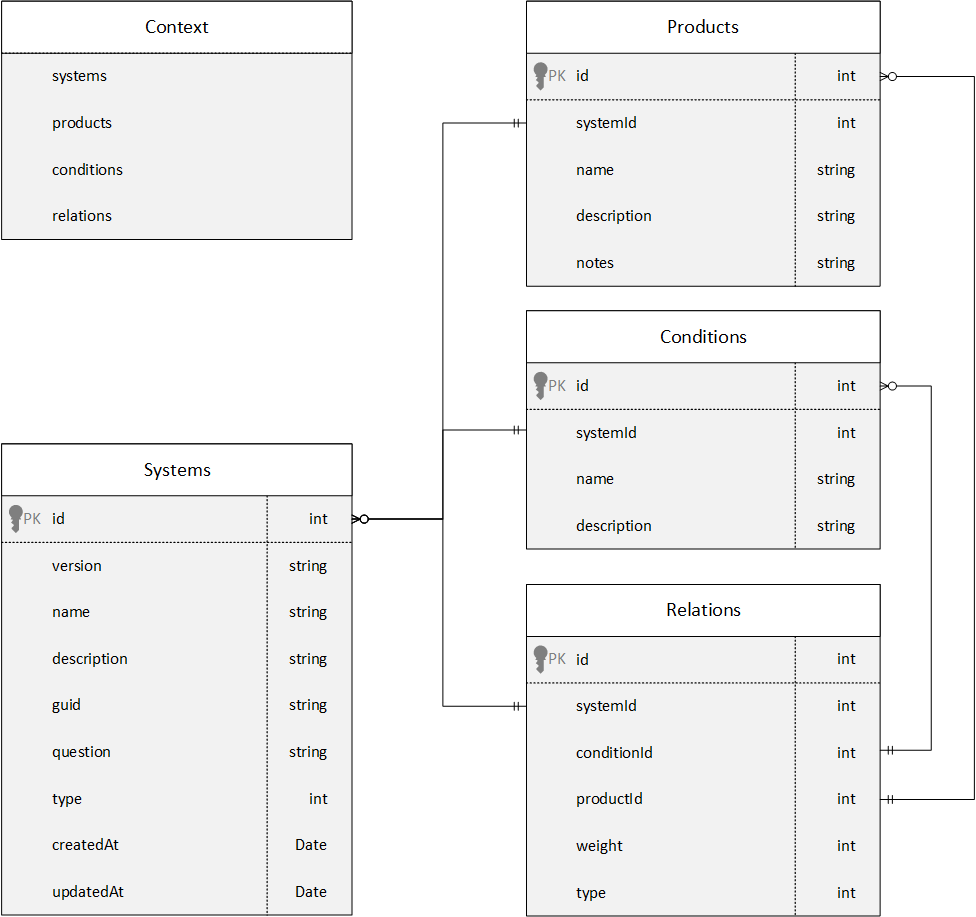 Context
systems
products
conditions
relations
Products
PK id int
systemId int
name string
description string
notes string
Conditions
PK id int
systemId int
name string
description string
Systems
PK id int
version string
name string
description string
guid string
question string
type int
createdAt Date
updatedAt Date
Relations
PK id int
systemId int
conditionId int
productId int
weight int
type int